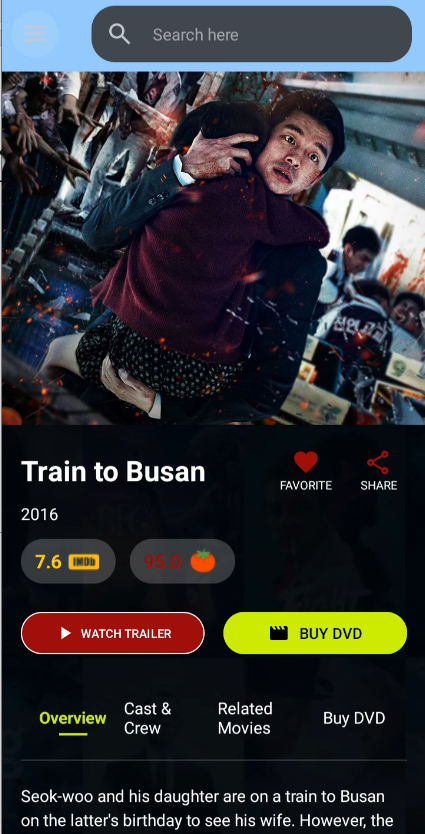 Search here
Train to Busan
FAVORITE
SHARE
2016
7.6 IMDb
95.0
WATCH TRAILER
BUY DVD
Overview
Cast & Crew
Related Movies
Buy DVD
Seok-woo and his daughter are on a train to Busan
on the latter's birthday to see his wife. However, the